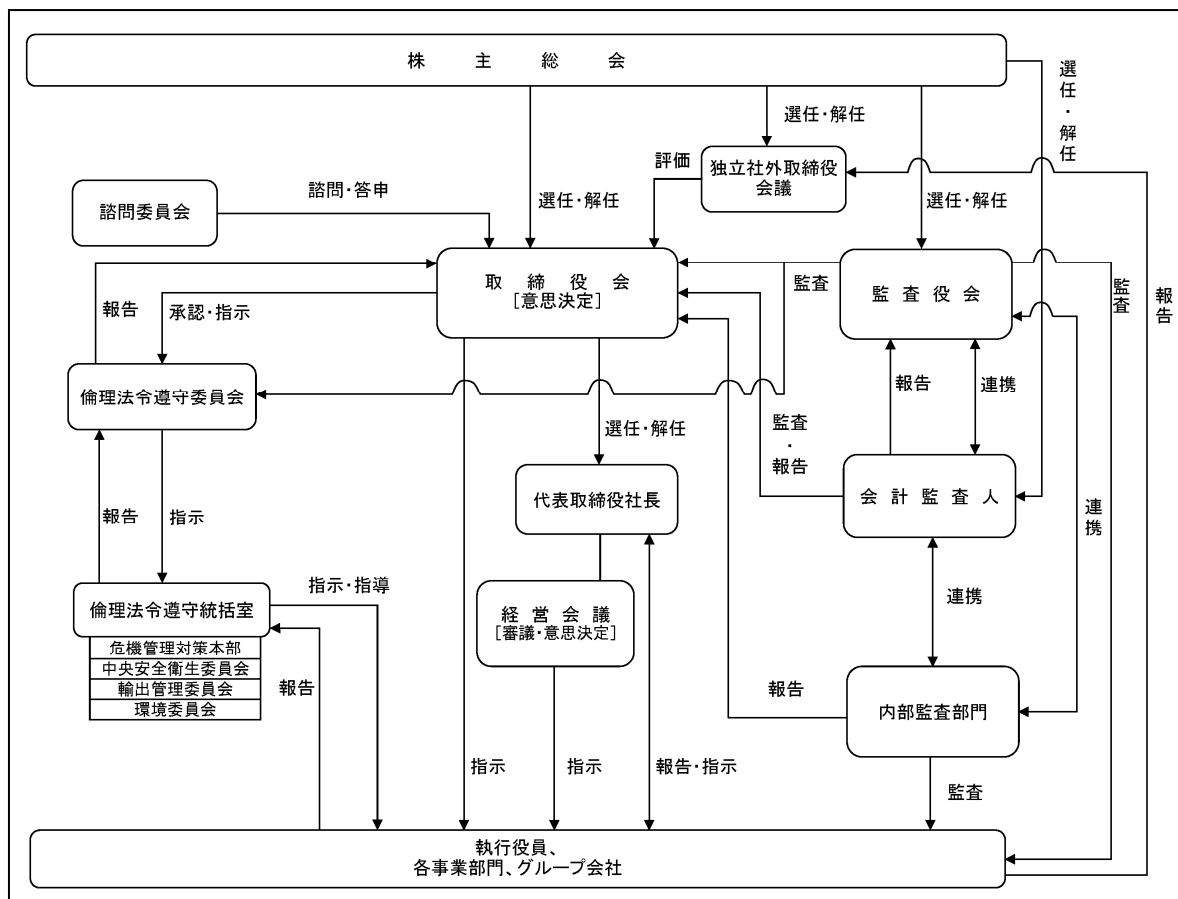 株主総会
選任・解任
選任・解任
評価
独立社外取締役
会議
諮問委員会
諮問・答申
選任・解任
選任・解任
取締役会
[意思決定]
監査
監査役会
監査
報告
報告
承認・指示
倫理法令遵守委員会
報告
連携
選任・解任
監査
・
報告
代表取締役社長
会計監査人
連携
報告
指示
倫理法令遵守統括室
危機管理対策本部
中央安全衛生委員会
輸出管理委員会
環境委員会
指示・指導
経営会議
[審議・意思決定]
連携
報告
報告
内部監査部門
指示
指示
報告・指示
監査
執行役員、
各事業部門、グループ会社